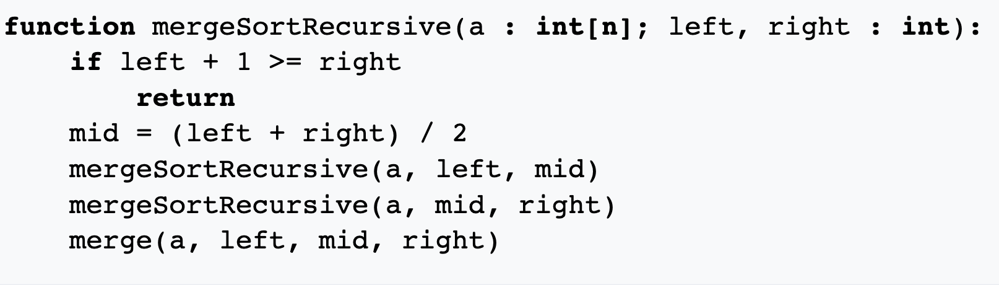 function mergeSortRecursive(a : int[n]; left, right : int):
    if left + 1 >= right
        return
    mid = (left + right) / 2
    mergeSortRecursive(a, left, mid)
    mergeSortRecursive(a, mid, right)
    merge(a, left, mid, right)